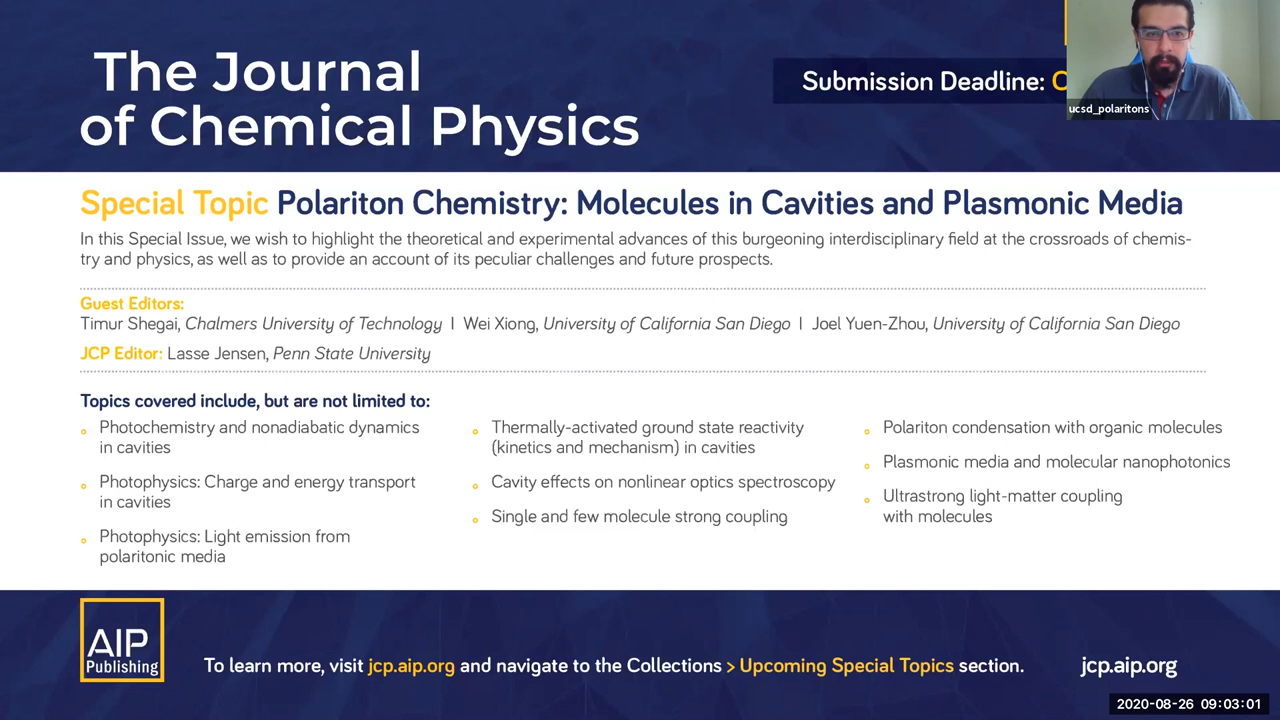 The Journal
of Chemical Physics
Submission Deadline:
ucsd_polaritons
Special Topic Polariton Chemistry: Molecules in Cavities and Plasmonic Media
In this Special Issue, we wish to highlight the theoretical and experimental advances of this burgeoning interdisciplinary field at the crossroads of chemis-
try and physics, as well as to provide an account of its peculiar challenges and future prospects.
Guest Editors:
Timur Shegai, Chalmers University of Technology | Wei Xiong, University of California San Diego | Joel Yuen-Zhou, University of California San Diego
JCP Editor: Lasse Jensen, Penn State University
Topics covered include, but are not limited to:
Photochemistry and nonadiabatic dynamics
in cavities
Photophysics: Charge and energy transport
in cavities
Photophysics: Light emission from
polaritonic media
Thermally-activated ground state reactivity
(kinetics and mechanism) in cavities
Cavity effects on nonlinear optics spectroscopy
Single and few molecule strong coupling
Polariton condensation with organic molecules
Plasmonic media and molecular nanophotonics
Ultrastrong light-matter coupling
with molecules
AIP
Publishing
To learn more, visit jcp.aip.org and navigate to the Collections > Upcoming Special Topics section.
jcp.aip.org
2020-08-26 09:03:01